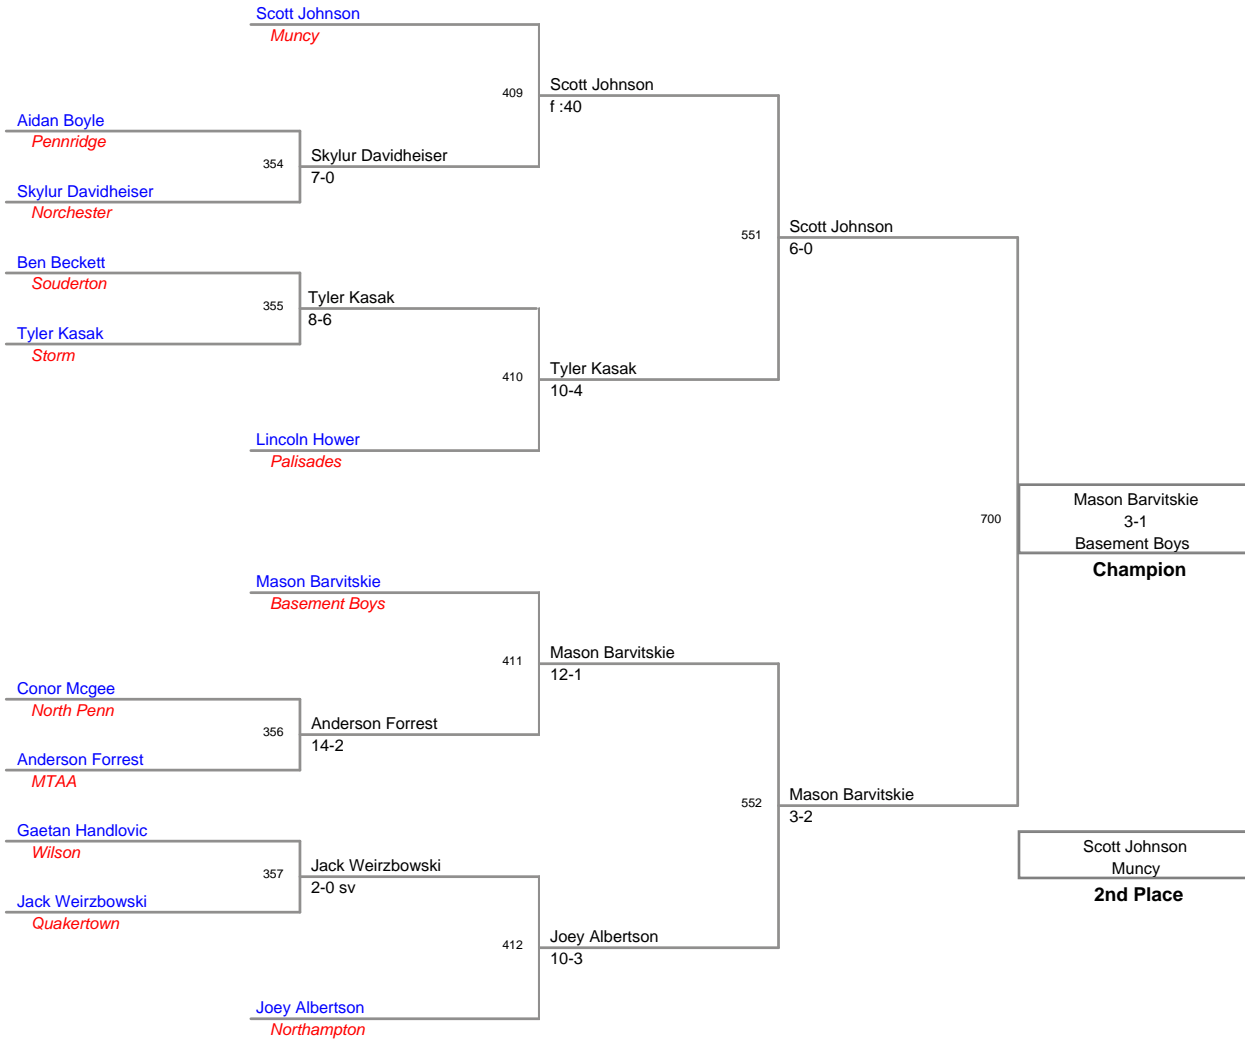 Scott Johnson
Muncy
409
Scott Johnson
f :40
Aidan Boyle
Pennridge
354
Skylur Davidheiser
7-0
Skylur Davidheiser
Norchester
551
Scott Johnson
6-0
Ben Beckett
Souderton
355
Tyler Kasak
8-6
Tyler Kasak
Storm
410
Tyler Kasak
10-4
Lincoln Hower
Palisades
700
Mason Barvitskie
3-1
Basement Boys
Champion
Mason Barvitskie
Basement Boys
411
Mason Barvitskie
12-1
Conor Mcgee
North Penn
356
Anderson Forrest
14-2
Anderson Forrest
MTAA
552
Mason Barvitskie
3-2
Gaetan Handlovic
Wilson
357
Jack Weirzbowski
2-0 sv
Jack Weirzbowski
Quakertown
412
Joey Albertson
10-3
Joey Albertson
Northampton
Scott Johnson
Muncy
2nd Place